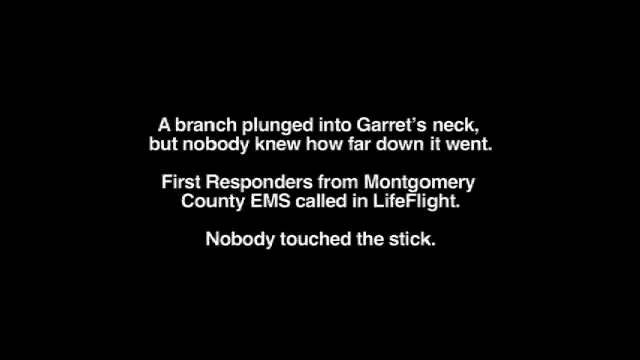 A branch plunged into Garret's neck,
but nobody knew how far down it went.
First Responders from Montgomery
County EMS called in LifeFlight.
Nobody touched the stick.